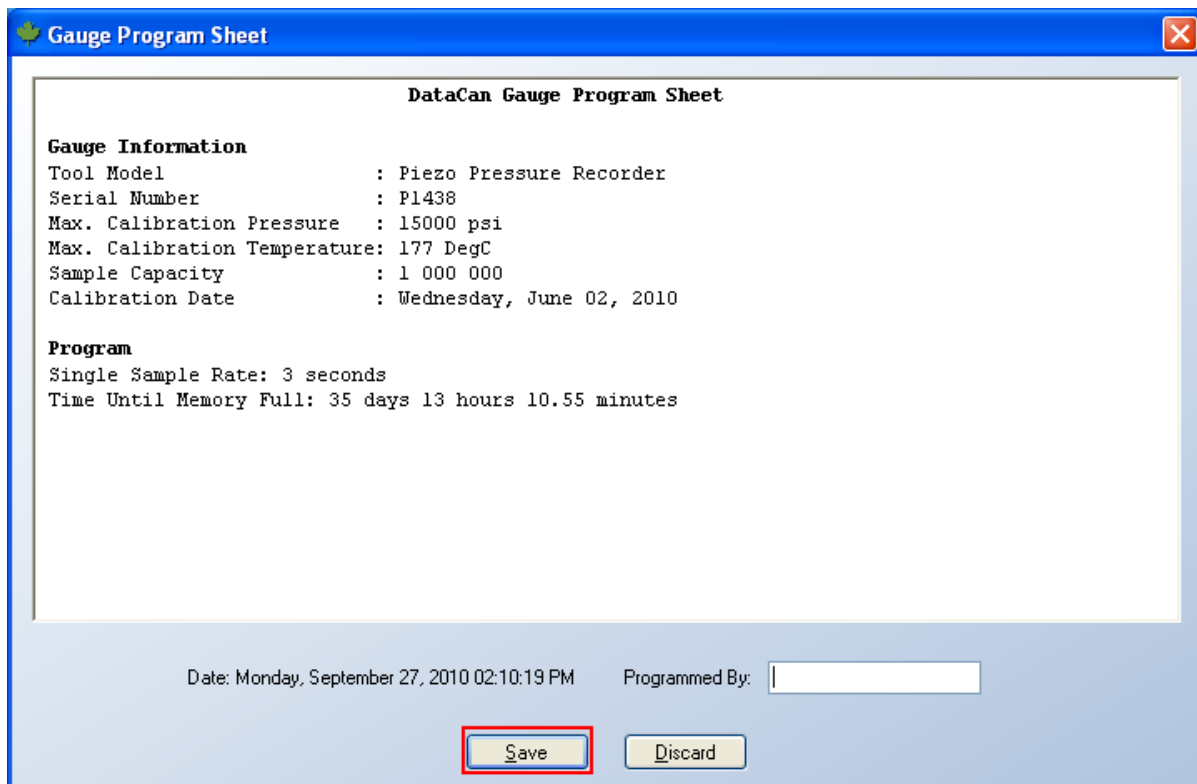 Gauge Program Sheet
DataCan Gauge Program Sheet
Gauge Information
Tool Model : Piezo Pressure Recorder
Serial Number : P1438
Max. Calibration Pressure : 15000 psi
Max. Calibration Temperature: 177 DegC
Sample Capacity : 1 000 000
Calibration Date : Wednesday, June 02, 2010
Program
Single Sample Rate: 3 seconds
Time Until Memory Full: 35 days 13 hours 10.55 minutes
Date: Monday, September 27, 2010 02:10:19 PM Programmed By:
Save Discard